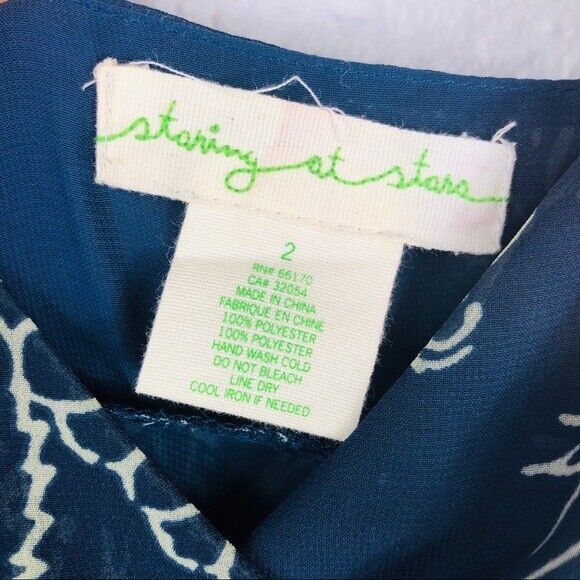 staring at stars
2
RN# 66170
CA# 32054
MADE IN CHINA
FABRIQUE EN CHINE
100% POLYESTER
100% POLYESTER
HAND WASH COLD
DO NOT BLEACH
LINE DRY
COOL IRON IF NEEDED